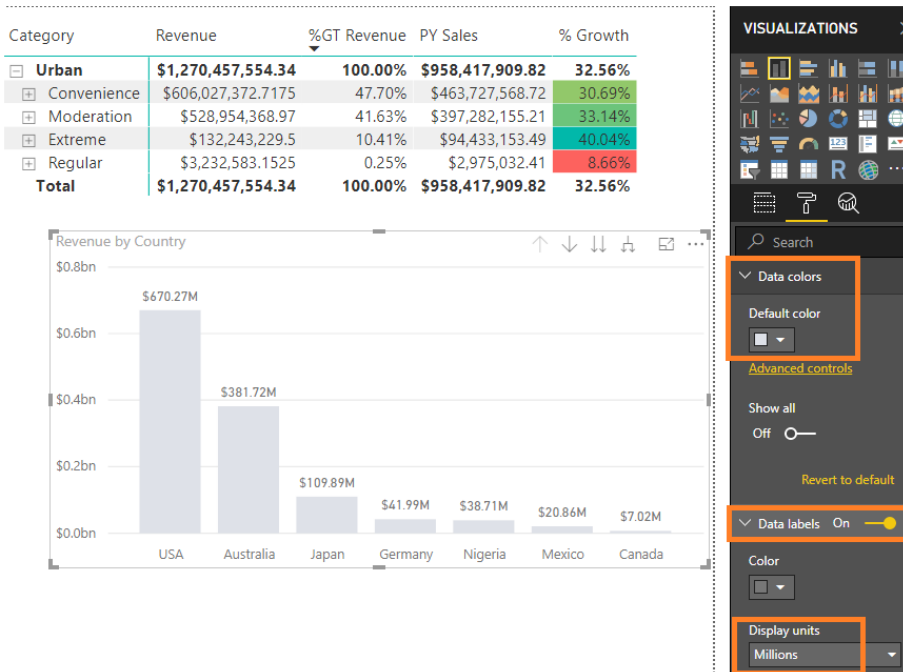 VISUALIZATIONS
Category Revenue %GT Revenue PY Sales % Growth
Urban $1,270,457,554.34 100.00% $958,417,909.82 32.56%
Convenience $606,027,372.7175 47.70% $463,727,568.72 30.69%
Moderation $528,954,368.97 41.63% $397,282,155.21 33.14%
Extreme $132,243,229.5 10.41% $94,433,153.49 40.04%
Regular $3,232,583.1525 0.25% $2,975,032.41 8.66%
Total $1,270,457,554.34 100.00% $958,417,909.82 32.56%
123
R
Search
Revenue by Country
$0.8bn
$0.6bn
$0.4bn
$0.2bn
$0.0bn
$670.27M
$381.72M
$109.89M
$41.99M
$38.71M
$20.86M
$7.02M
USA Australia Japan Germany Nigeria Mexico Canada
Data colors
Default color
Advanced controls
Show all
Off
Revert to default
Data labels On
Color
Display units
Millions